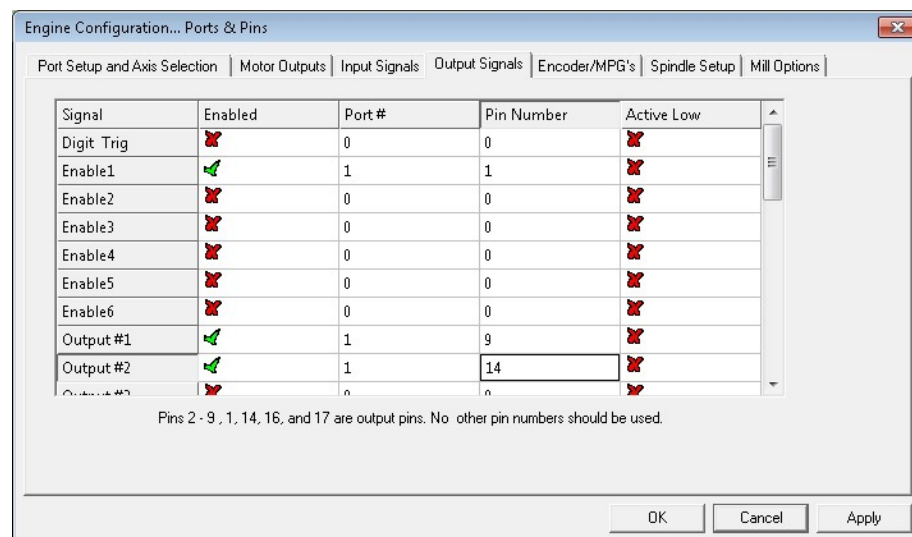 Engine Configuration... Ports & Pins
Port Setup and Axis Selection Motor Outputs Input Signals Output Signals Encoder/MPG's Spindle Setup Mill Options
Signal Enabled Port # Pin Number Active Low
Digit Trig 0 0
Enable1 1 1
Enable2 0 0
Enable3 0 0
Enable4 0 0
Enable5 0 0
Enable6 0 0
Output #1 1 9
Output #2 1 14
Output #3 0 0
Pins 2 - 9 , 1, 14, 16, and 17 are output pins. No other pin numbers should be used.
OK Cancel Apply